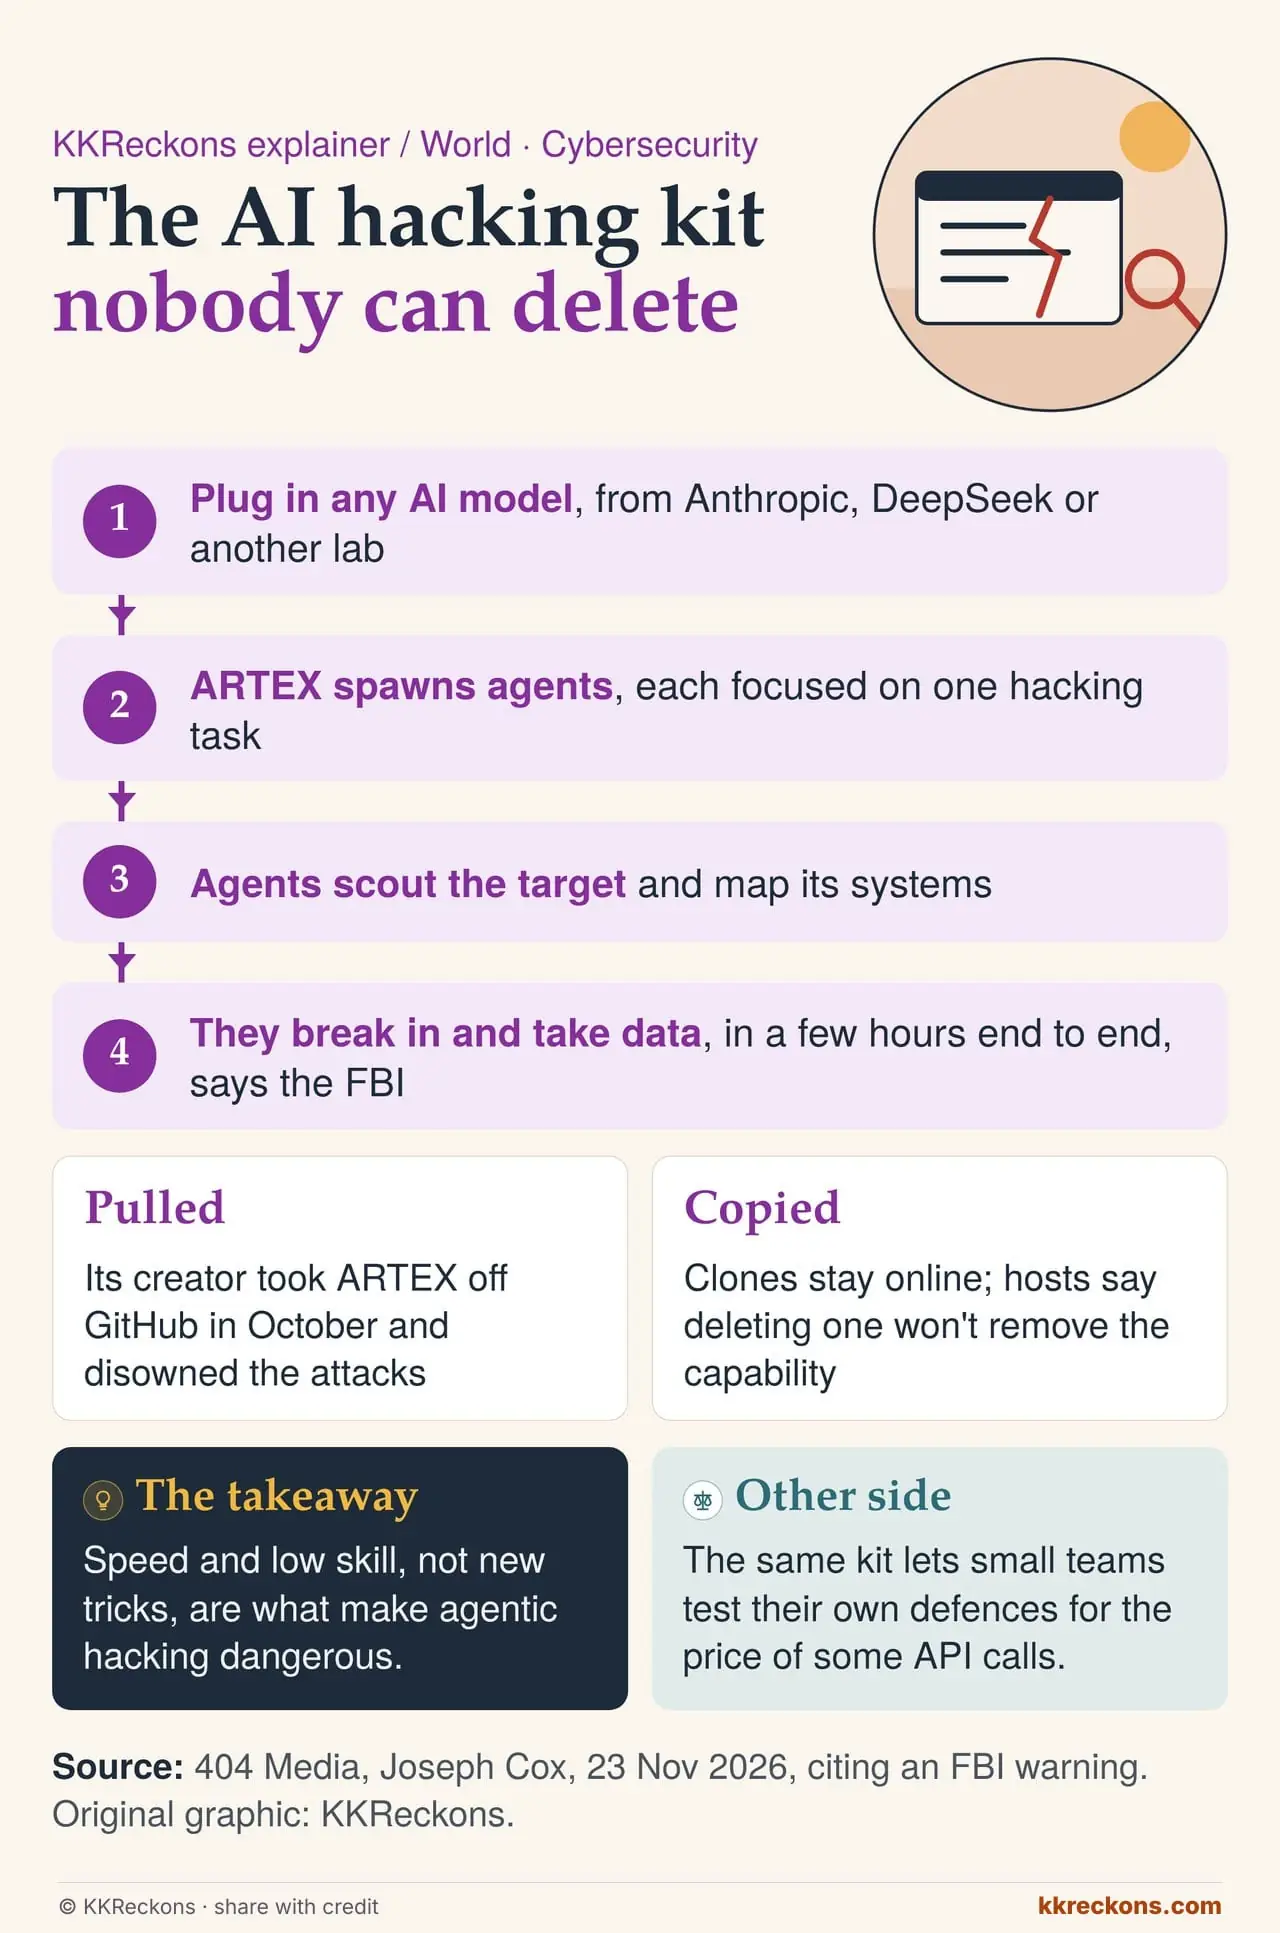 KKReckons explainer / World · Cybersecurity
The AI hacking kit
nobody can delete
1
Plug in any AI model, from Anthropic, DeepSeek or
another lab
2
ARTEX spawns agents, each focused on one hacking
task
3
Agents scout the target and map its systems
4
They break in and take data, in a few hours end to end,
says the FBI
Pulled
Its creator took ARTEX off
GitHub in October and
disowned the attacks
Copied
Clones stay online; hosts say
deleting one won't remove the
capability
The takeaway
Speed and low skill, not new
tricks, are what make agentic
hacking dangerous.
Other side
The same kit lets small teams
test their own defences for the
price of some API calls.
Source: 404 Media, Joseph Cox, 23 Nov 2026, citing an FBI warning.
Original graphic: KKReckons.
© KKReckons · share with credit
kkreckons.com